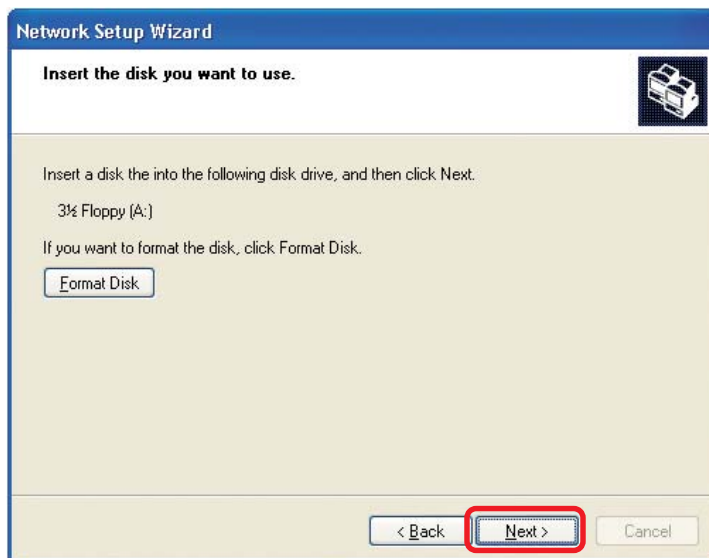 Network Setup Wizard
Insert the disk you want to use.
Insert a disk the into the following disk drive, and then click Next.
3½ Floppy (A:)
If you want to format the disk, click Format Disk.
Format Disk
< Back Next > Cancel